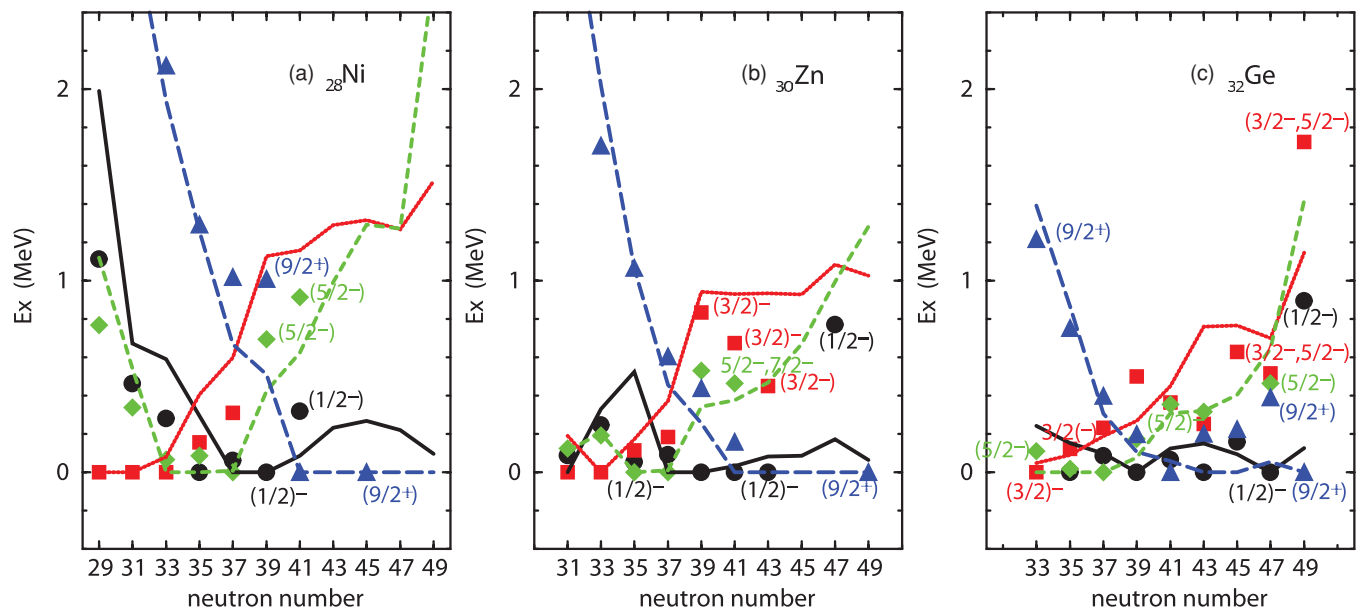 (a) ₂₈Ni
Ex (MeV)
2
1
0
(9/2⁺)
(5/2⁻)
(5/2⁻)
(1/2⁻)
(1/2)⁻
(9/2⁺)
29 31 33 35 37 39 41 43 45 47 49
neutron number
(b) ₃₀Zn
Ex (MeV)
2
1
0
(3/2)⁻
(3/2)⁻
5/2⁻,7/2⁻
(3/2⁻)
(1/2⁻)
(1/2)⁻
(1/2)⁻
(9/2⁺)
31 33 35 37 39 41 43 45 47 49
neutron number
(c) ₃₂Ge
Ex (MeV)
2
1
0
(3/2⁻,5/2⁻)
(9/2⁺)
(1/2⁻)
(3/2⁻,5/2⁻)
(5/2⁻)
(9/2⁺)
3/2(⁻)
(5/2)⁻
(5/2⁻)
(3/2)⁻
(1/2)⁻
(9/2⁺)
33 35 37 39 41 43 45 47 49
neutron number